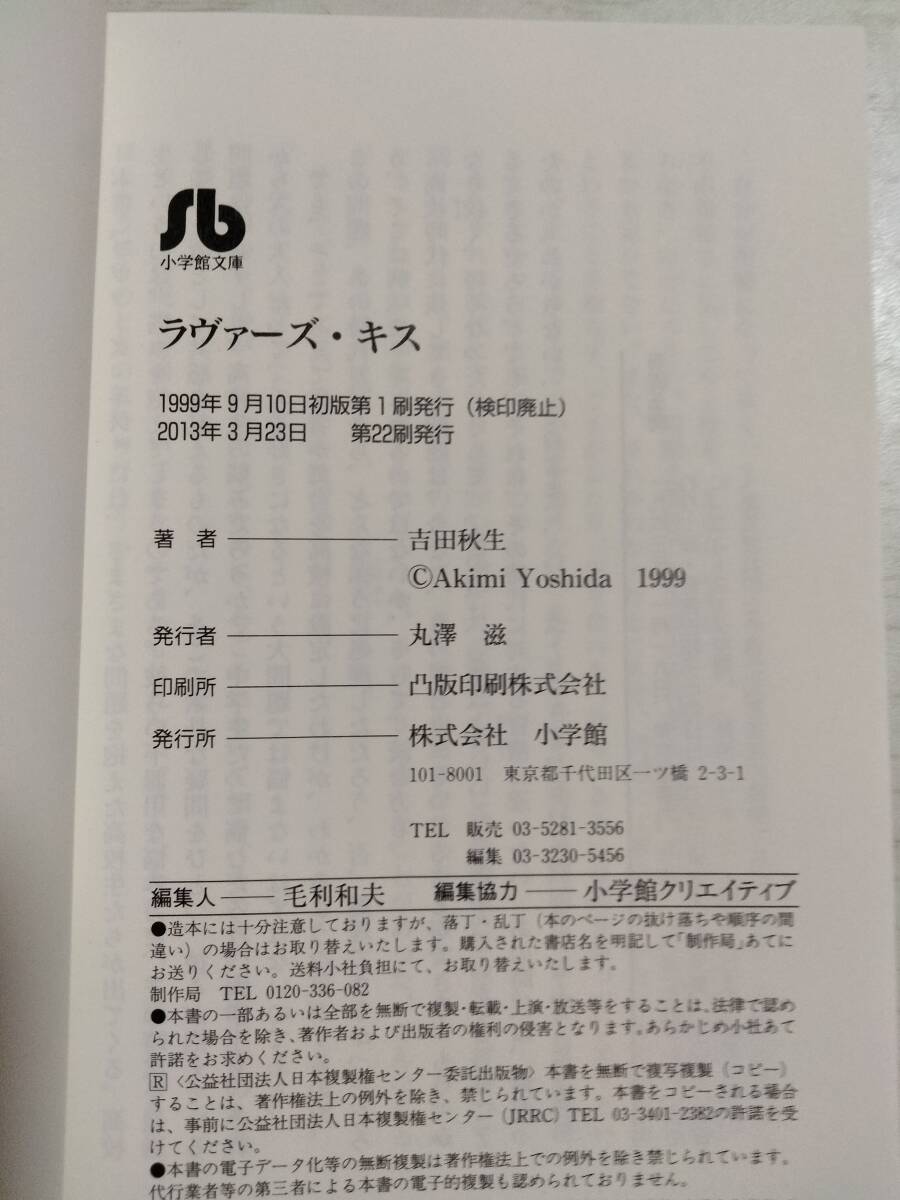 小学館文庫
ラヴァーズ・キス
1999年9月10日初版第1刷発行（検印廃止）
2013年3月23日　第22刷発行
著　者　吉田秋生
©Akimi Yoshida　1999
発行者　丸澤　滋
印刷所　凸版印刷株式会社
発行所　株式会社　小学館
101-8001　東京都千代田区一ツ橋 2-3-1
TEL　販売 03-5281-3556
編集 03-3230-5456
編集人――毛利和夫　編集協力――小学館クリエイティブ
●造本には十分注意しておりますが、落丁・乱丁（本のページの抜け落ちや順序の間
違い）の場合はお取り替えいたします。購入された書店名を明記して「制作局」あてに
お送りください。送料小社負担にて、お取り替えいたします。
制作局　TEL 0120-336-082
●本書の一部あるいは全部を無断で複製・転載・上演・放送等をすることは、法律で認め
られた場合を除き、著作者および出版者の権利の侵害となります。あらかじめ小社あて
許諾をお求めください。
R〈公益社団法人日本複製権センター委託出版物〉本書を無断で複写複製（コピー）
することは、著作権法上の例外を除き、禁じられています。本書をコピーされる場合
は、事前に公益社団法人日本複製権センター（JRRC）TEL 03-3401-2382の許諾を受
けてください。
●本書の電子データ化等の無断複製は著作権法上での例外を除き禁じられています。
代行業者等の第三者による本書の電子的複製も認められておりません。